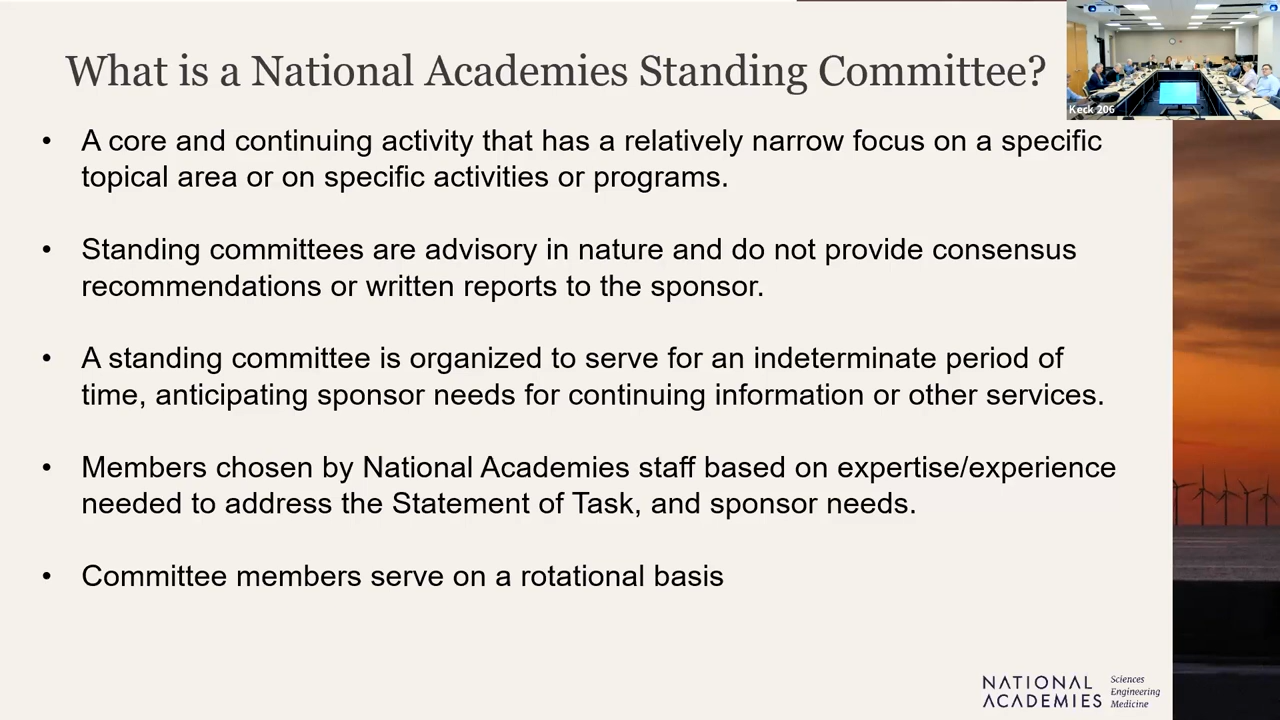 What is a National Academies Standing Committee?
Keck 206
• A core and continuing activity that has a relatively narrow focus on a specific
topical area or on specific activities or programs.
• Standing committees are advisory in nature and do not provide consensus
recommendations or written reports to the sponsor.
• A standing committee is organized to serve for an indeterminate period of
time, anticipating sponsor needs for continuing information or other services.
• Members chosen by National Academies staff based on expertise/experience
needed to address the Statement of Task, and sponsor needs.
• Committee members serve on a rotational basis
NATIONAL
ACADEMIES
Sciences
Engineering
Medicine